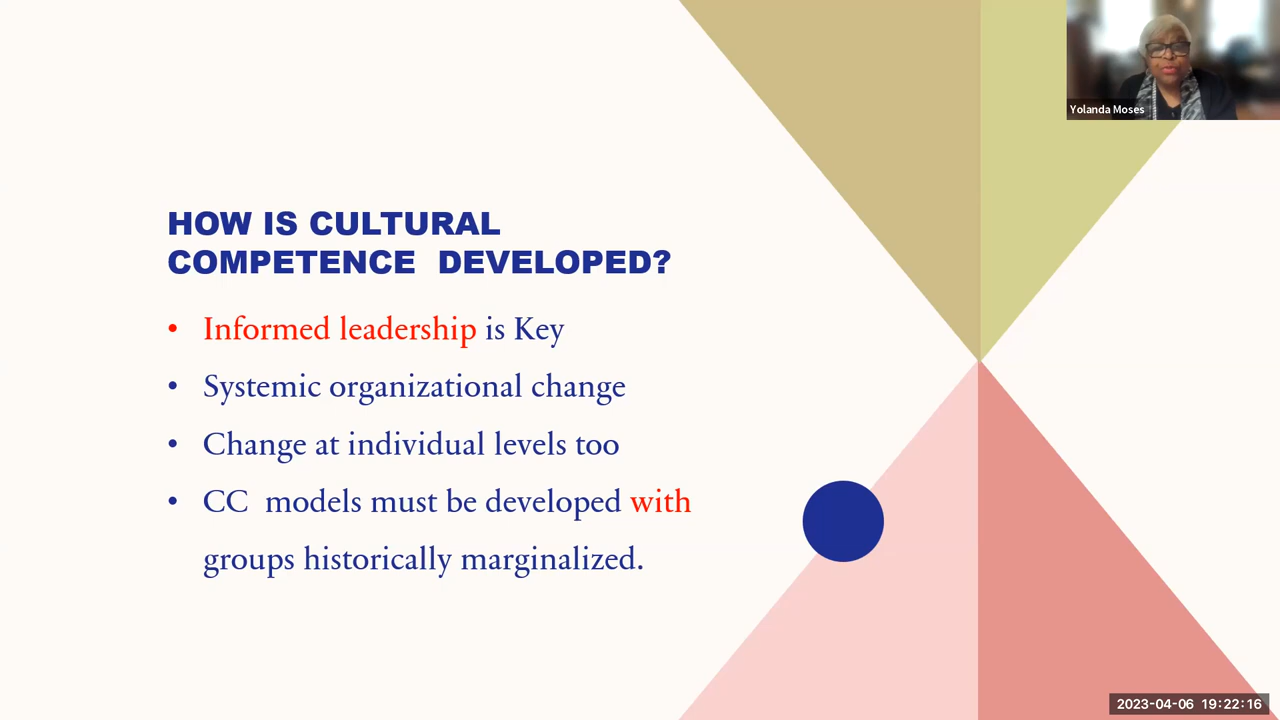 Yolanda Moses
HOW IS CULTURAL
COMPETENCE  DEVELOPED?
• Informed leadership is Key
• Systemic organizational change
• Change at individual levels too
• CC  models must be developed with
groups historically marginalized.
2023-04-06 19:22:16